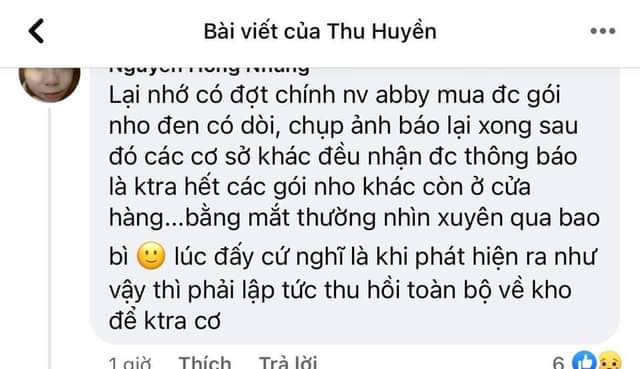 Bài viết của Thu Huyền
Nguyễn Hồng Nhung
Lại nhớ có đợt chính nv abby mua đc gói
nho đen có dòi, chụp ảnh báo lại xong sau
đó các cơ sở khác đều nhận đc thông báo
là ktra hết các gói nho khác còn ở cửa
hàng...bằng mắt thường nhìn xuyên qua bao
bì 🙂 lúc đấy cứ nghĩ là khi phát hiện ra như
vậy thì phải lập tức thu hồi toàn bộ về kho
để ktra cơ
1 giờ Thích Trả lời 6